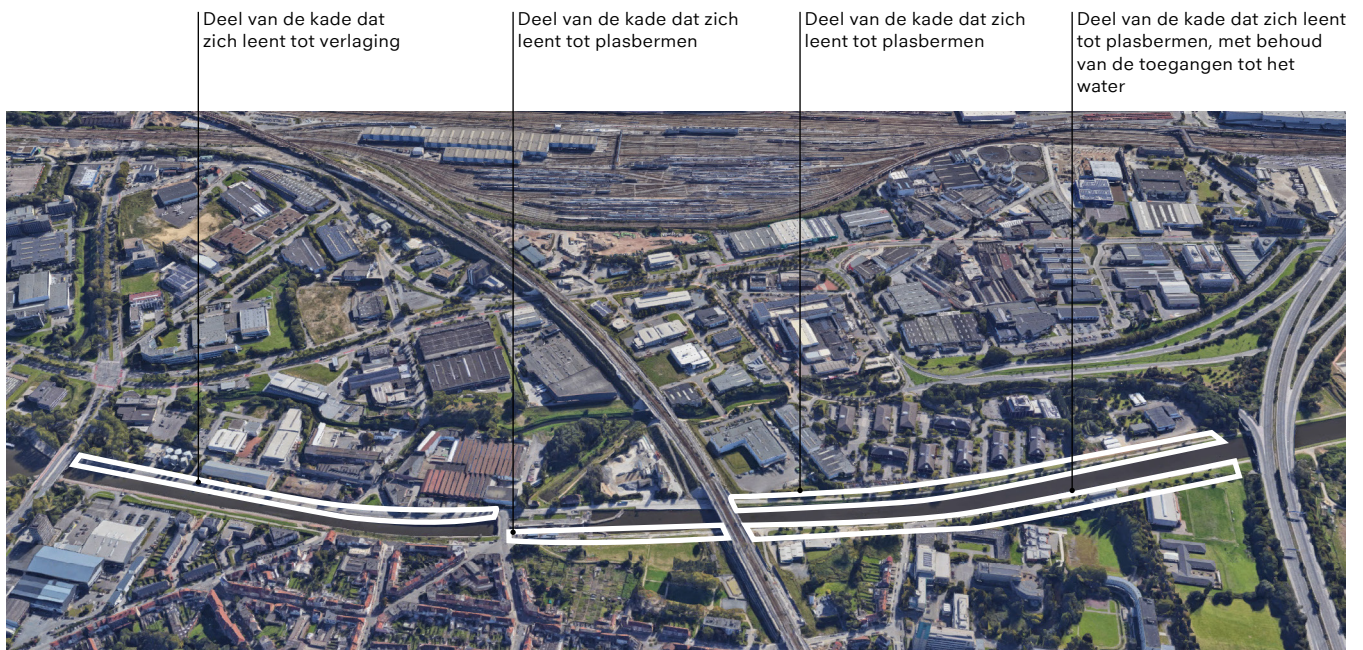 Deel van de kade dat
zich leent tot verlaging
Deel van de kade dat zich
leent tot plasbermen
Deel van de kade dat zich
leent tot plasbermen
Deel van de kade dat zich leent
tot plasbermen, met behoud
van de toegangen tot het
water